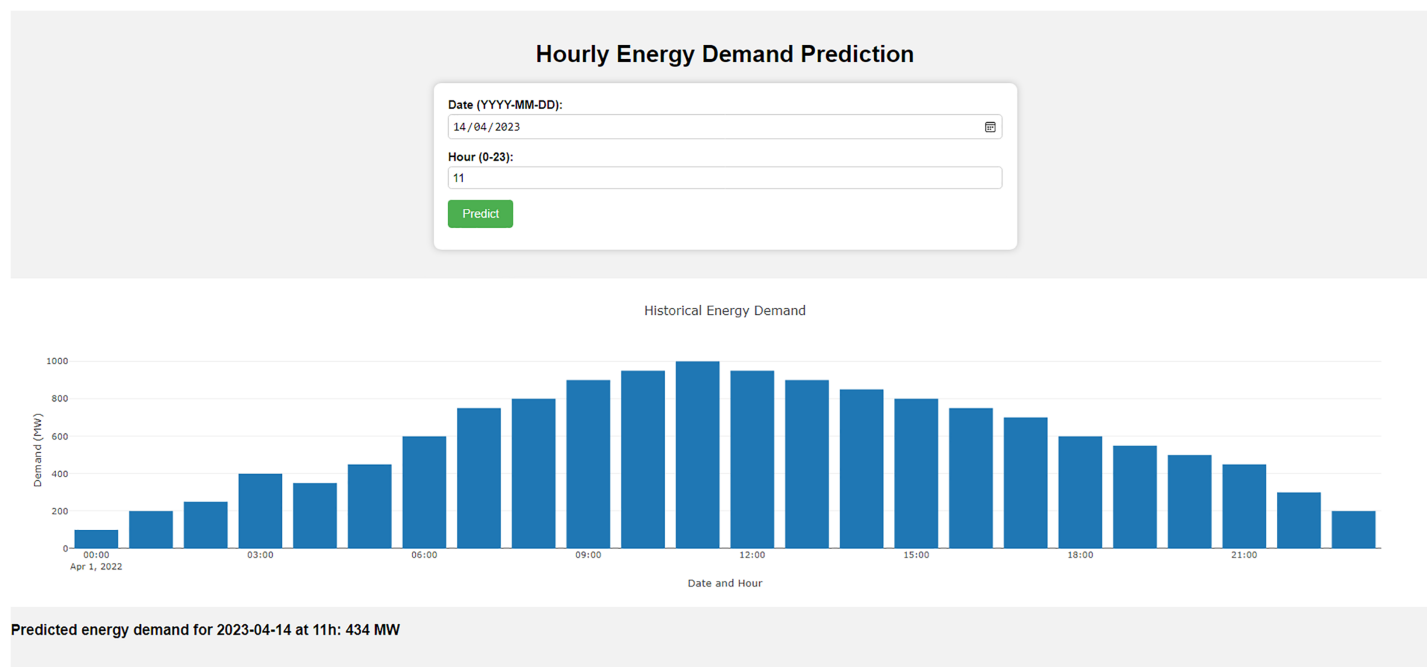 Hourly Energy Demand Prediction
Date (YYYY-MM-DD):
14/04/2023
Hour (0-23):
11
Predict
Historical Energy Demand
1000
800
600
400
200
0
Demand (MW)
00:00 03:00 06:00 09:00 12:00 15:00 18:00 21:00
Apr 1, 2022
Date and Hour
Predicted energy demand for 2023-04-14 at 11h: 434 MW